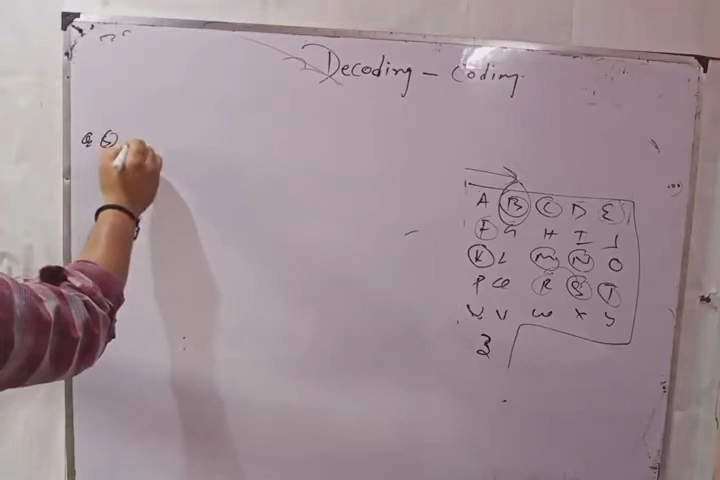 Decoding - Coding
A B C D E
F G H I J
K L M N O
P Q R S T
U V W X Y
Z